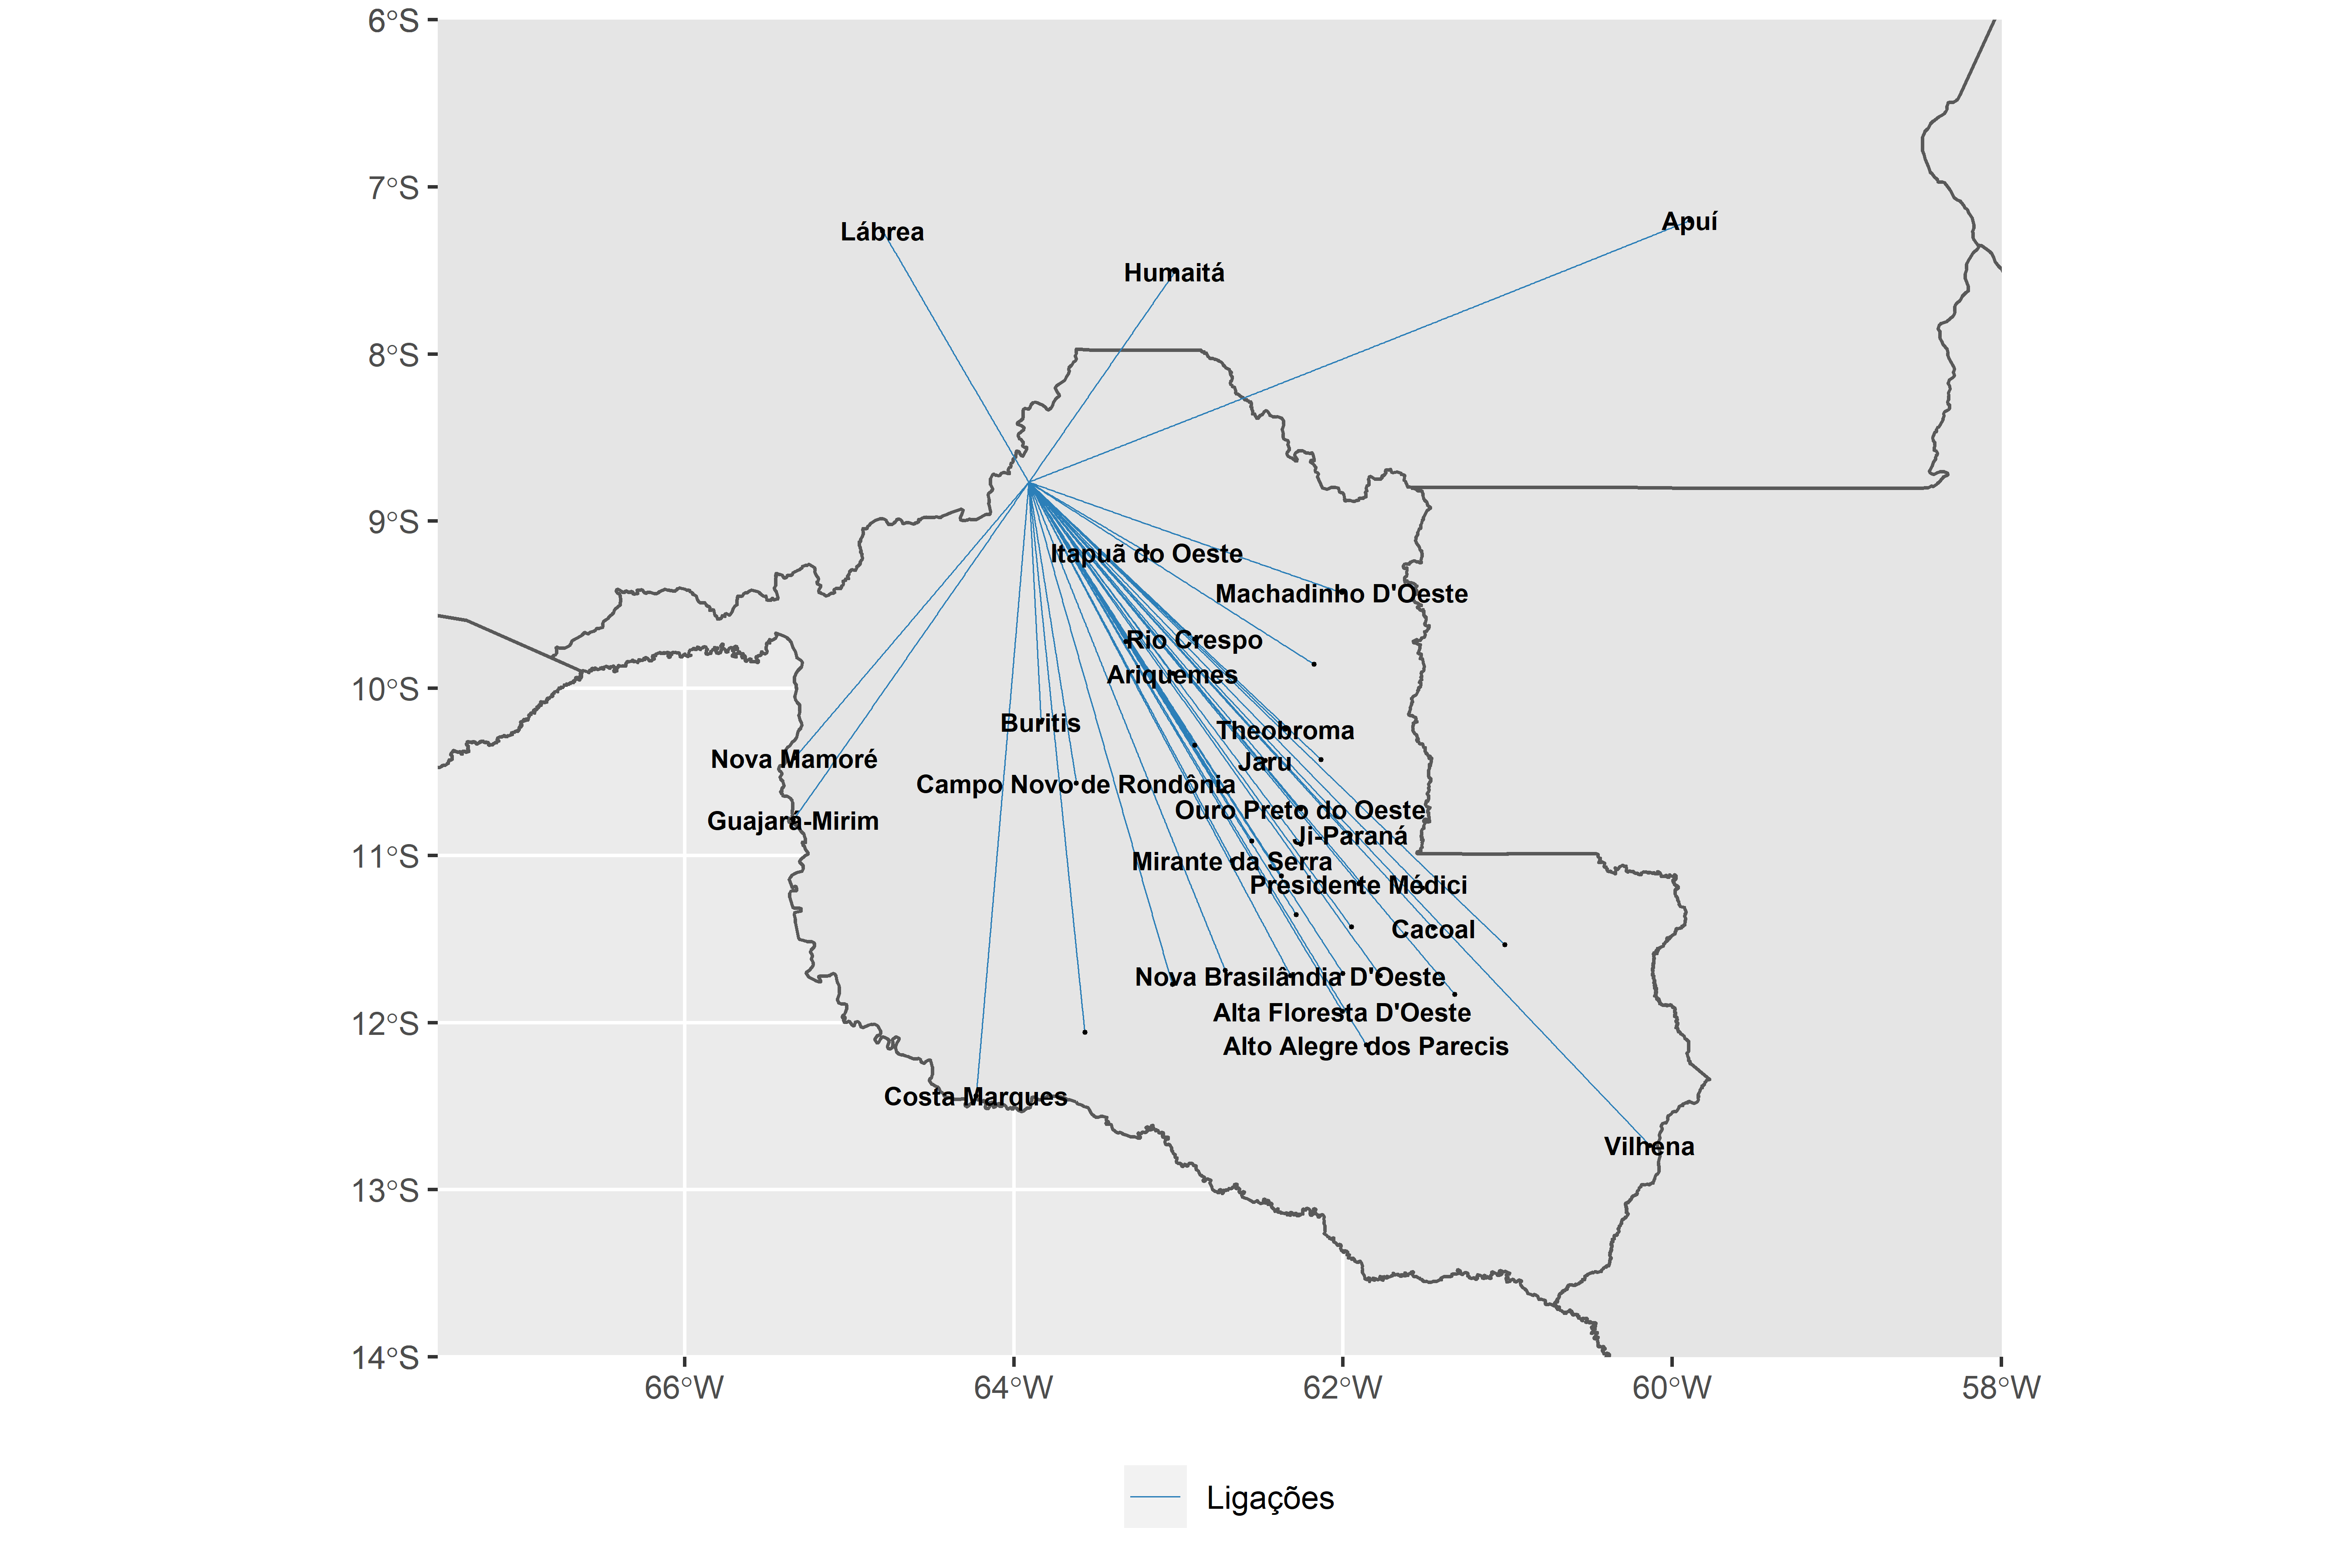 6°S
7°S
8°S
9°S
10°S
11°S
12°S
13°S
14°S
Lábrea
Apuí
Humaitá
Itapuã do Oeste
Machadinho D'Oeste
Rio Crespo
Ariquemes
Buritis
Theobroma
Nova Mamoré
Jaru
Campo Novo de Rondônia
Ouro Preto do Oeste
Guajará-Mirim
Ji-Paraná
Mirante da Serra
Presidente Médici
Cacoal
Nova Brasilândia D'Oeste
Alta Floresta D'Oeste
Alto Alegre dos Parecis
Costa Marques
Vilhena
66°W
64°W
62°W
60°W
58°W
Ligações